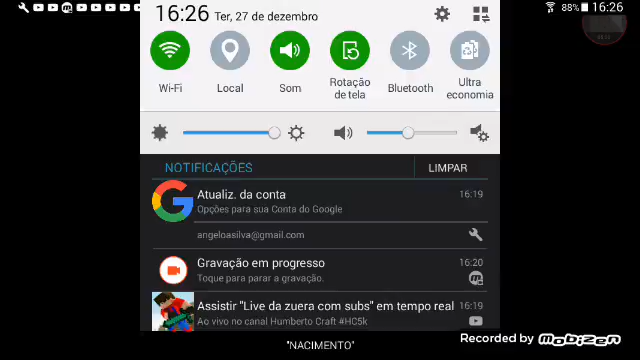 88% 16:26
16:26 Ter, 27 de dezembro
Wi-Fi
Local
Som
Rotação
de tela
Bluetooth
Ultra
economia
NOTIFICAÇÕES
LIMPAR
Atualiz. da conta 16:19
Opções para sua Conta do Google
angeloasilva@gmail.com
Gravação em progresso 16:20
Toque para parar a gravação.
Assistir "Live da zuera com subs" em tempo real 16:19
Ao vivo no canal Humberto Craft #HC5k
Recorded by Mobizen
"NACIMENTO"